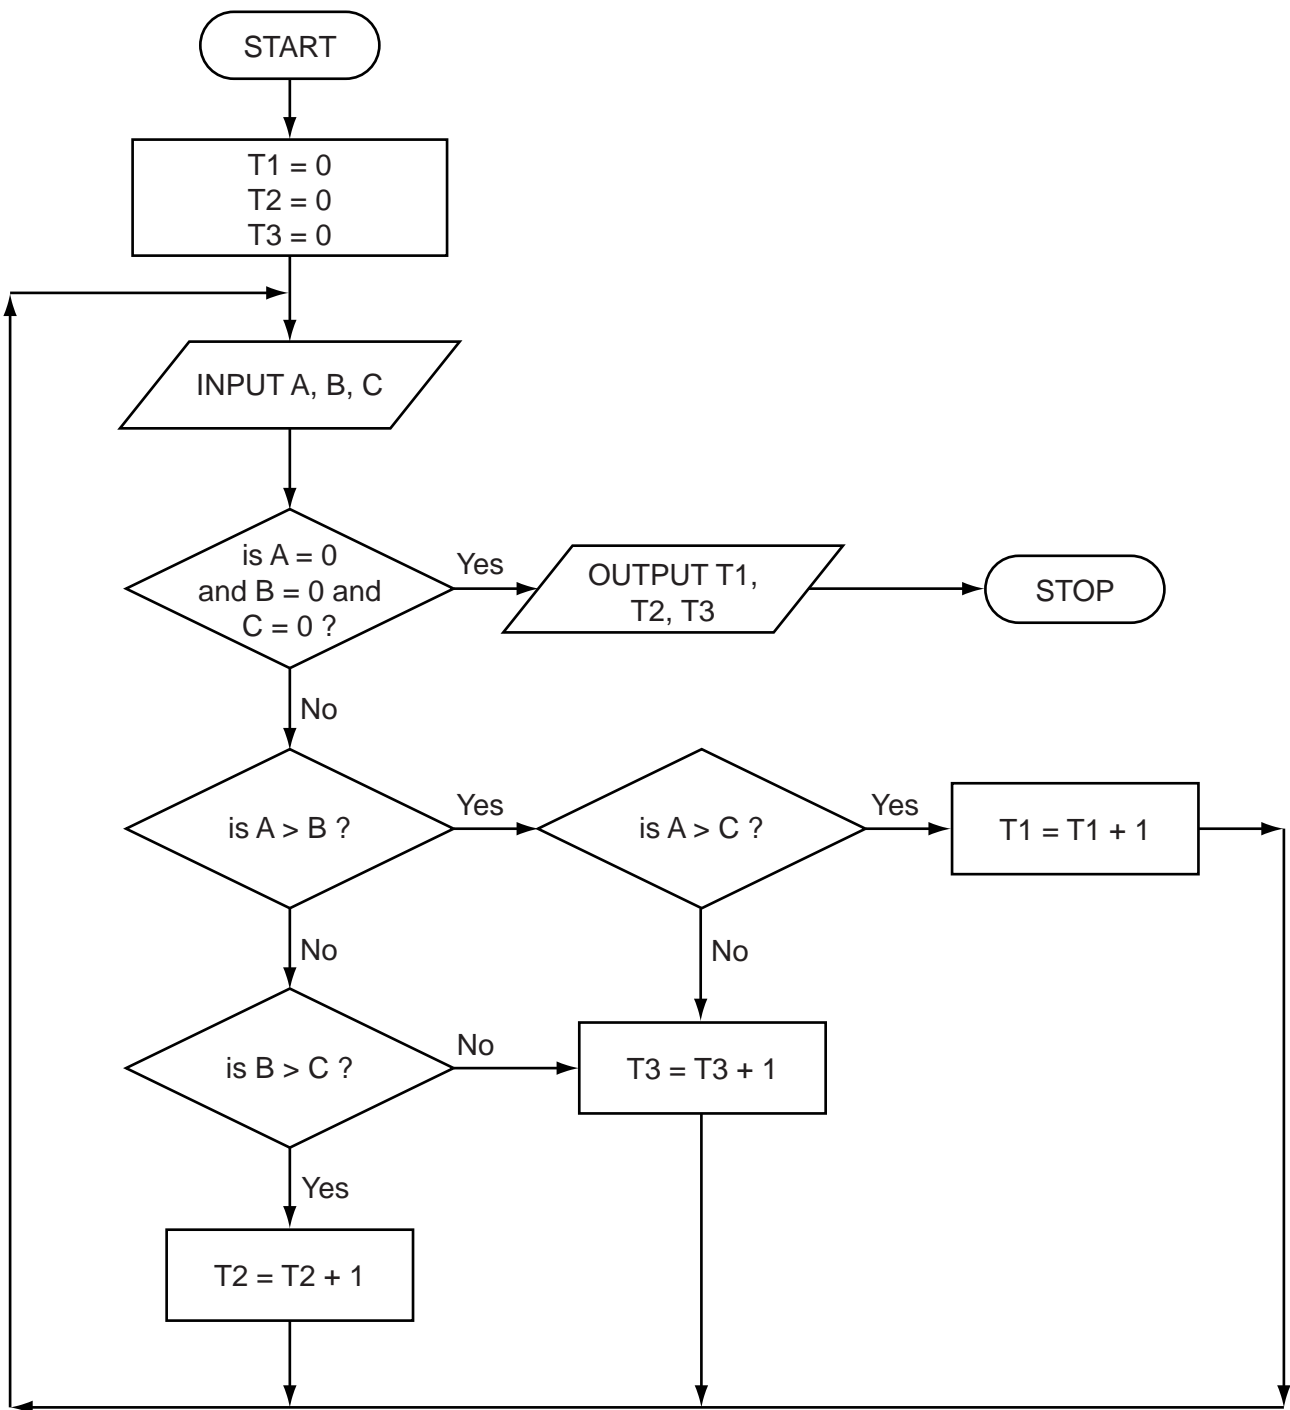 START
T1 = 0
T2 = 0
T3 = 0
INPUT A, B, C
is A = 0
and B = 0 and
C = 0 ?
Yes
OUTPUT T1,
T2, T3
STOP
No
is A > B ?
Yes
is A > C ?
Yes
T1 = T1 + 1
No
No
is B > C ?
No
T3 = T3 + 1
Yes
T2 = T2 + 1